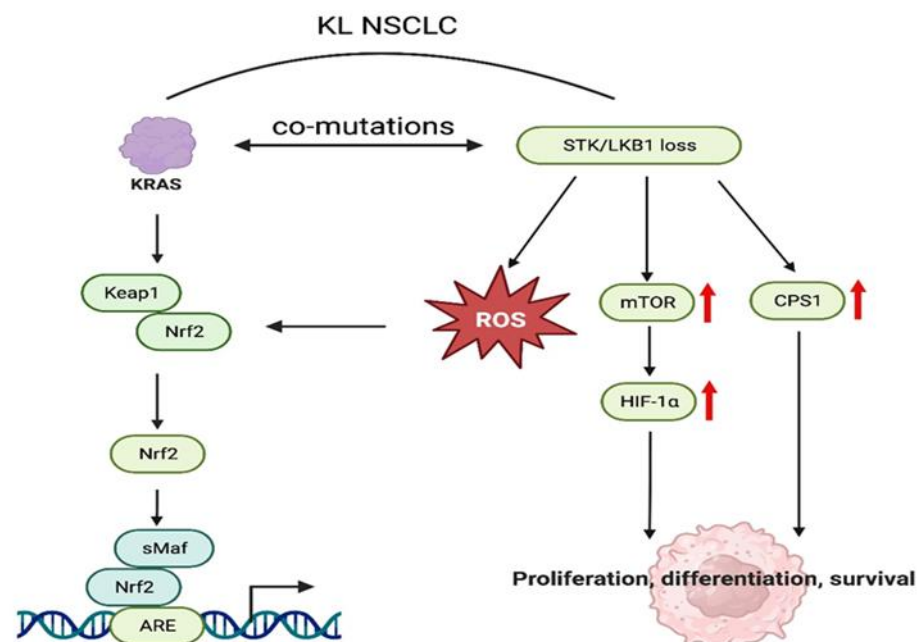 KL NSCLC
co-mutations
KRAS
STK/LKB1 loss
Keap1
Nrf2
ROS
mTOR
CPS1
HIF-1α
Nrf2
sMaf
Nrf2
ARE
Proliferation, differentiation, survival